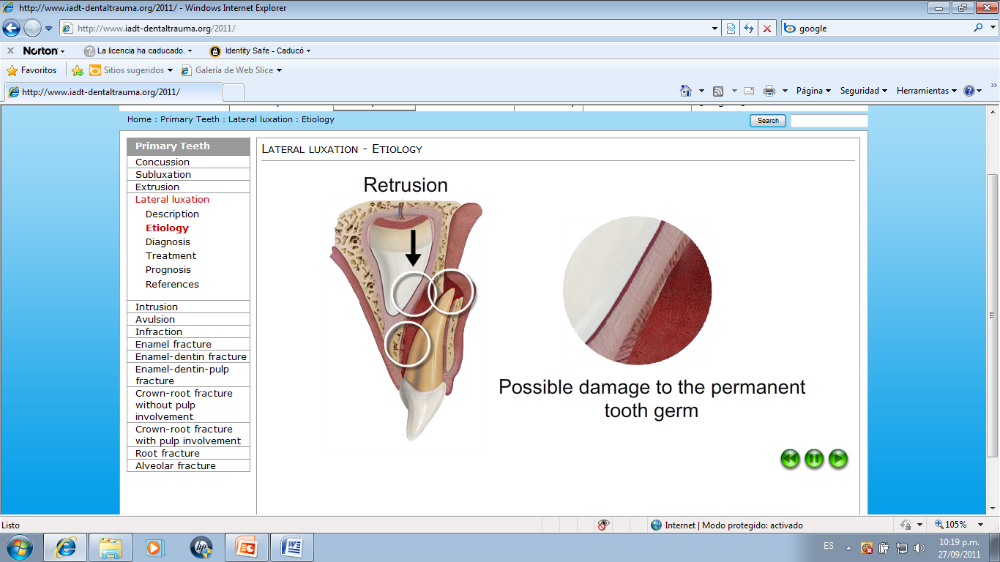 http://www.iadt-dentaltrauma.org/2011/ - Windows Internet Explorer
http://www.iadt-dentaltrauma.org/2011/
google
Norton
La licencia ha caducado.
Identity Safe - Caducó
Favoritos
Sitios sugeridos
Galería de Web Slice
http://www.iadt-dentaltrauma.org/2011/
Página
Seguridad
Herramientas
Home : Primary Teeth : Lateral luxation : Etiology
Search
Primary Teeth
Concussion
Subluxation
Extrusion
Lateral luxation
Description
Etiology
Diagnosis
Treatment
Prognosis
References
Intrusion
Avulsion
Infraction
Enamel fracture
Enamel-dentin fracture
Enamel-dentin-pulp
fracture
Crown-root fracture
without pulp
involvement
Crown-root fracture
with pulp involvement
Root fracture
Alveolar fracture
Lateral luxation - Etiology
Retrusion
Possible damage to the permanent
tooth germ
Listo
Internet | Modo protegido: activado
105%
ES
10:19 p.m.
27/09/2011